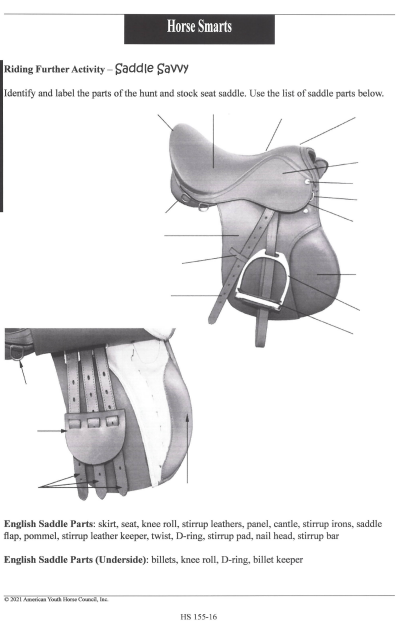 Horse Smarts
Riding Further Activity – Saddle Savvy
Identify and label the parts of the hunt and stock seat saddle. Use the list of saddle parts below.
English Saddle Parts: skirt, seat, knee roll, stirrup leathers, panel, cantle, stirrup irons, saddle
flap, pommel, stirrup leather keeper, twist, D-ring, stirrup pad, nail head, stirrup bar
English Saddle Parts (Underside): billets, knee roll, D-ring, billet keeper
© 2021 American Youth Horse Council, Inc.
HS 155-16